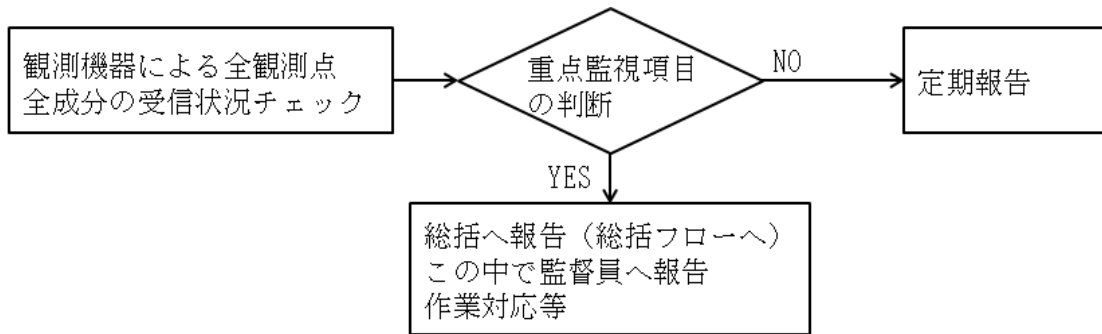 観測機器による全観測点
全成分の受信状況チェック
重点監視項目
の判断
NO
定期報告
YES
総括へ報告（総括フローへ）
この中で監督員へ報告
作業対応等